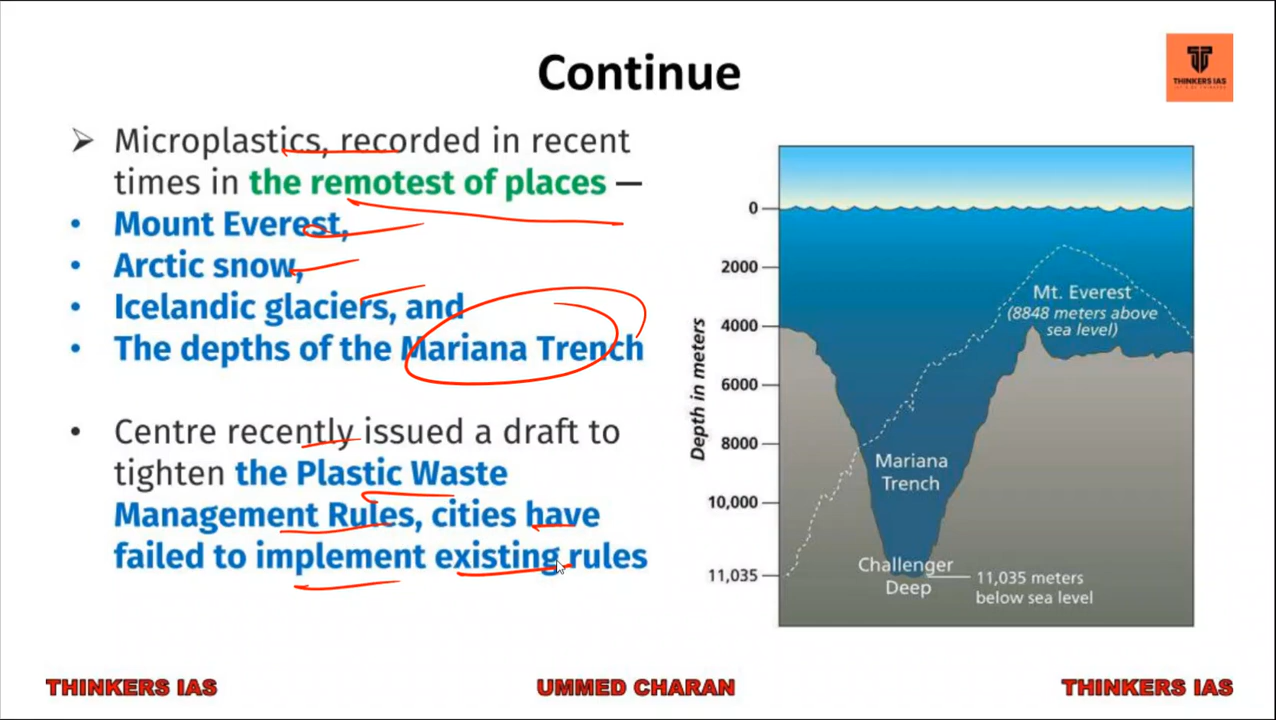 Continue
THINKERS IAS
➤ Microplastics, recorded in recent
times in the remotest of places —
• Mount Everest,
• Arctic snow,
• Icelandic glaciers, and
• The depths of the Mariana Trench
• Centre recently issued a draft to
tighten the Plastic Waste
Management Rules, cities have
failed to implement existing rules
Depth in meters
0
2000
4000
6000
8000
10,000
11,035
Mt. Everest
(8848 meters above
sea level)
Mariana
Trench
Challenger
Deep
11,035 meters
below sea level
THINKERS IAS
UMMED CHARAN
THINKERS IAS